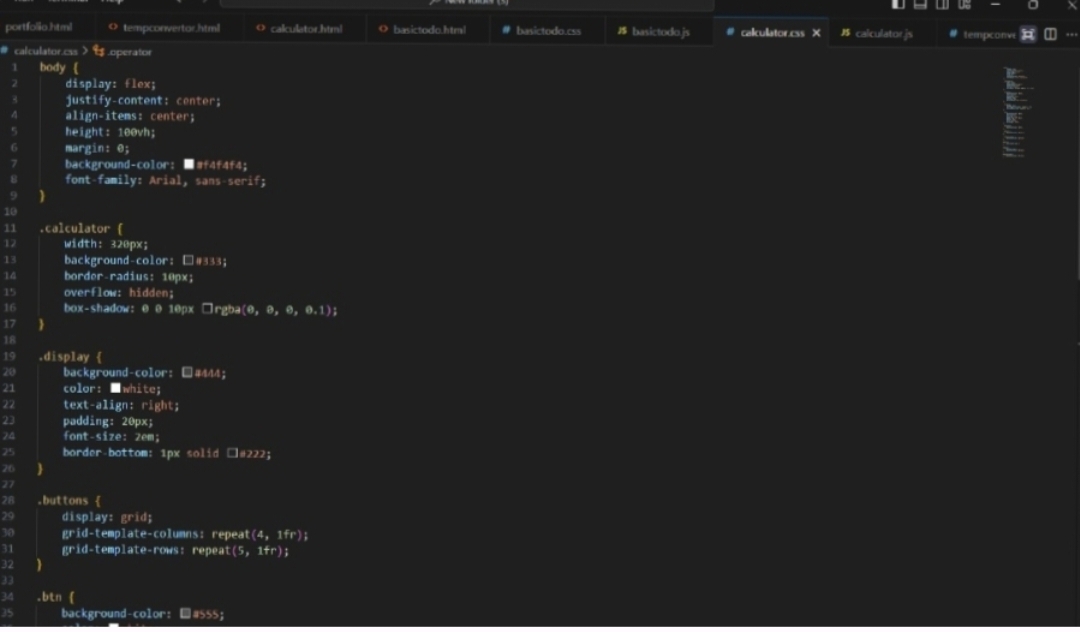 portfolio.html tempconvertor.html calculator.html basictodo.html basictodo.css JS basictodo.js calculator.css JS calculator.js tempconve
calculator.css > .operator
1 body {
2 display: flex;
3 justify-content: center;
4 align-items: center;
5 height: 100vh;
6 margin: 0;
7 background-color: #f4f4f4;
8 font-family: Arial, sans-serif;
9 }
10
11 .calculator {
12 width: 320px;
13 background-color: #333;
14 border-radius: 10px;
15 overflow: hidden;
16 box-shadow: 0 0 10px rgba(0, 0, 0, 0.1);
17 }
18
19 .display {
20 background-color: #444;
21 color: white;
22 text-align: right;
23 padding: 20px;
24 font-size: 2em;
25 border-bottom: 1px solid #222;
26 }
27
28 .buttons {
29 display: grid;
30 grid-template-columns: repeat(4, 1fr);
31 grid-template-rows: repeat(5, 1fr);
32 }
33
34 .btn {
35 background-color: #555;